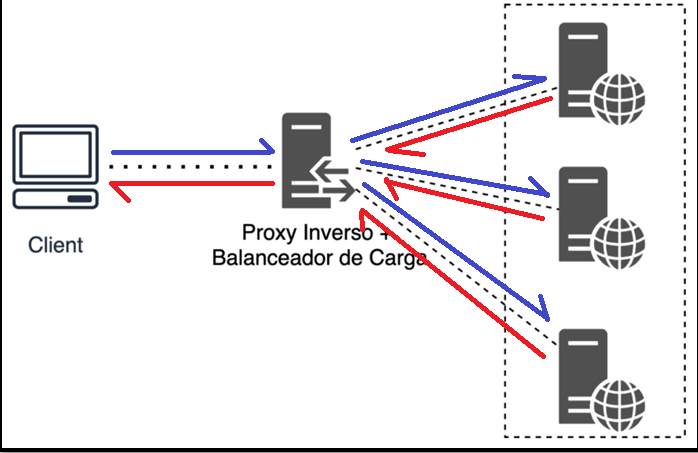 Client
Proxy Inverso +
Balanceador de Carga